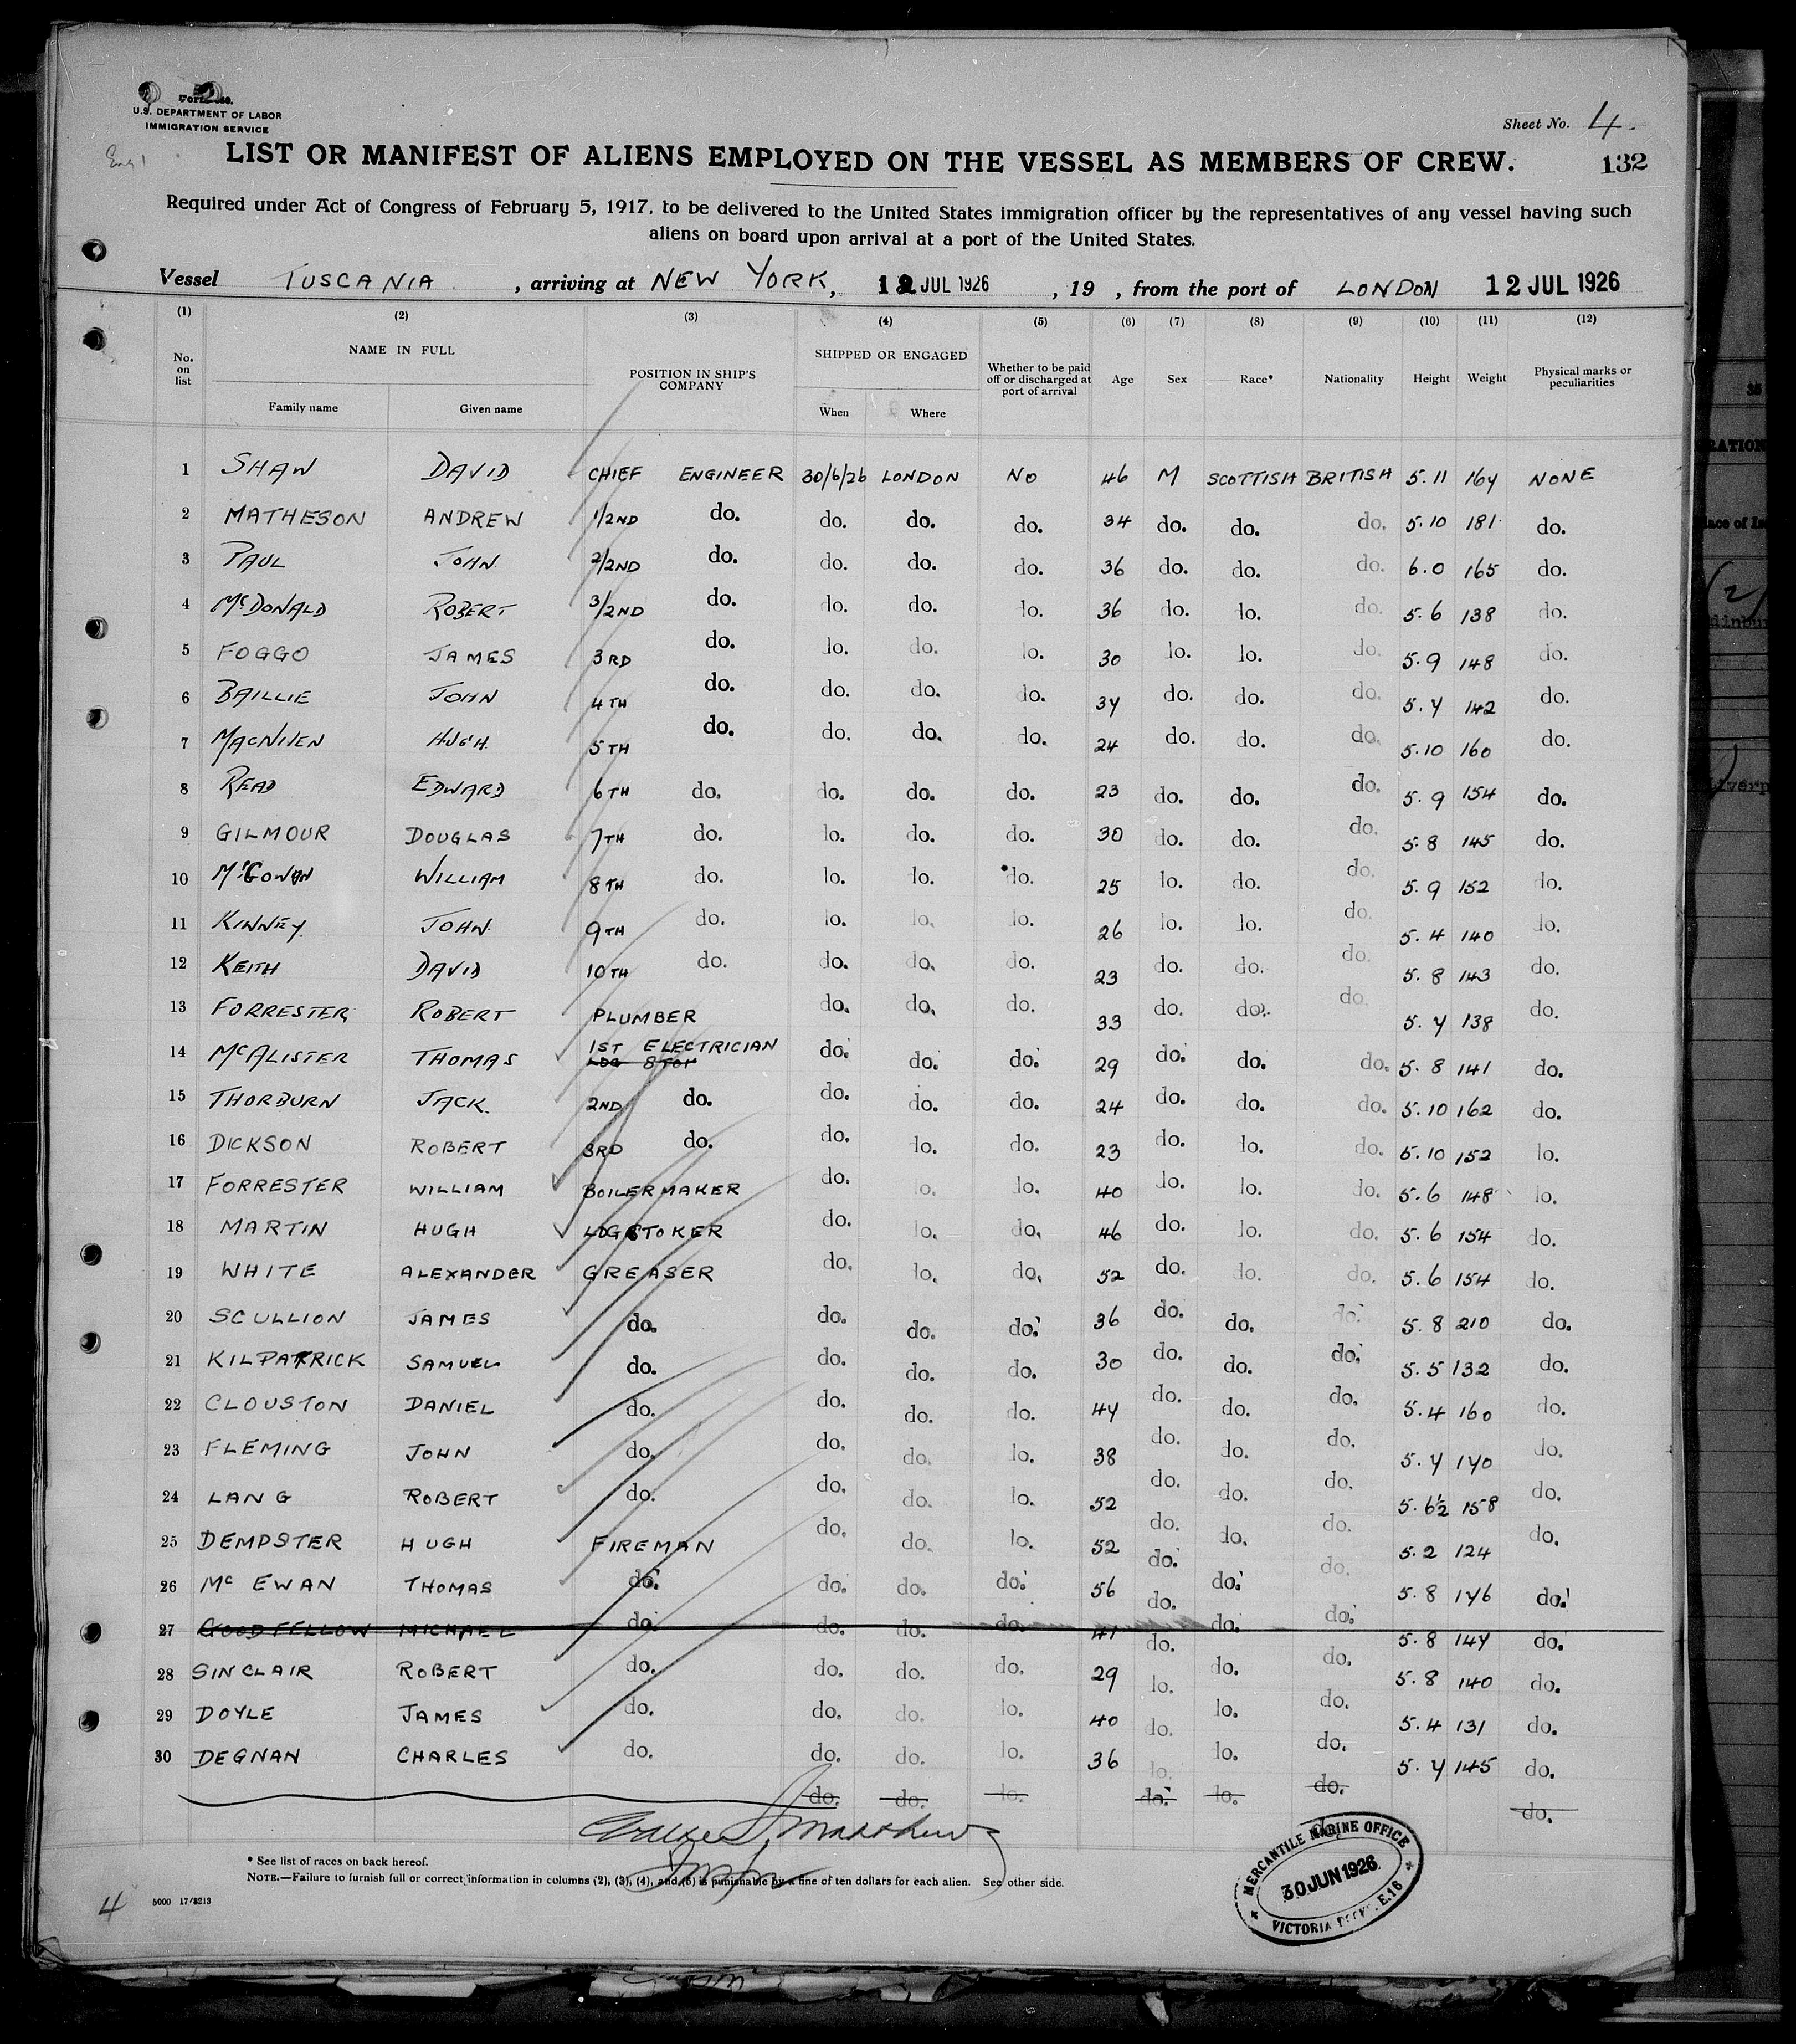 Form 680.
U.S. DEPARTMENT OF LABOR
IMMIGRATION SERVICE
Sheet No. 4.
LIST OR MANIFEST OF ALIENS EMPLOYED ON THE VESSEL AS MEMBERS OF CREW.
132
Required under Act of Congress of February 5, 1917, to be delivered to the United States immigration officer by the representatives of any vessel having such
aliens on board upon arrival at a port of the United States.
Vessel TUSCANIA , arriving at NEW YORK, 12 JUL 1926 , 19 , from the port of LONDON 12 JUL 1926
(1) (2) (3) (4) (5) (6) (7) (8) (9) (10) (11) (12)
No. on list NAME IN FULL POSITION IN SHIP'S COMPANY SHIPPED OR ENGAGED Whether to be paid off or discharged at port of arrival Age Sex Race* Nationality Height Weight Physical marks or peculiarities
Family name Given name When Where
1 SHAW DAVID CHIEF ENGINEER 30/6/26 LONDON NO 46 M SCOTTISH BRITISH 5.11 164 NONE
2 MATHESON ANDREW 1/2ND do. do. do. do. 34 do. do. do. 5.10 181 do.
3 PAUL JOHN 2/2ND do. do. do. do. 36 do. do. do. 6.0 165 do.
4 McDONALD ROBERT 3/2ND do. do. do. do. 36 do. do. do. 5.6 138 do.
5 FOGGO JAMES 3RD do. do. do. do. 30 do. do. do. 5.9 148 do.
6 BAILLIE JOHN 4TH do. do. do. do. 34 do. do. do. 5.4 142 do.
7 MACNIVEN HUGH 5TH do. do. do. do. 24 do. do. do. 5.10 160 do.
8 READ EDWARD 6TH do. do. do. do. 23 do. do. do. 5.9 154 do.
9 GILMOUR DOUGLAS 7TH do. do. do. do. 30 do. do. do. 5.8 145 do.
10 McGOWAN WILLIAM 8TH do. do. do. do. 25 do. do. do. 5.9 152 do.
11 KINNEY JOHN 9TH do. do. do. do. 26 do. do. do. 5.4 140 do.
12 KEITH DAVID 10TH do. do. do. do. 23 do. do. do. 5.8 143 do.
13 FORRESTER ROBERT PLUMBER do. do. do. 33 do. do. do. 5.4 138 do.
14 McALISTER THOMAS 1ST ELECTRICIAN do. do. do. 29 do. do. do. 5.8 141 do.
15 THORBURN JACK 2ND do. do. do. do. 24 do. do. do. 5.10 162 do.
16 DICKSON ROBERT 3RD do. do. do. do. 23 do. do. do. 5.10 152 do.
17 FORRESTER WILLIAM BOILERMAKER do. do. do. 40 do. do. do. 5.6 148 do.
18 MARTIN HUGH LDGSTOKER do. do. do. 46 do. do. do. 5.6 154 do.
19 WHITE ALEXANDER GREASER do. do. do. 52 do. do. do. 5.6 154 do.
20 SCULLION JAMES do. do. do. do. 36 do. do. do. 5.8 210 do.
21 KILPATRICK SAMUEL do. do. do. do. 30 do. do. do. 5.5 132 do.
22 CLOUSTON DANIEL do. do. do. do. 44 do. do. do. 5.4 160 do.
23 FLEMING JOHN do. do. do. do. 38 do. do. do. 5.4 140 do.
24 LANG ROBERT do. do. do. do. 52 do. do. do. 5.6½ 158 do.
25 DEMPSTER HUGH FIREMAN do. do. do. 52 do. do. do. 5.2 124 do.
26 Mc EWAN THOMAS do. do. do. do. 56 do. do. do. 5.8 146 do.
27 GOODFELLOW MICHAEL do. do. do. do. 41 do. do. do. 5.8 144 do.
28 SINCLAIR ROBERT do. do. do. do. 29 do. do. do. 5.8 140 do.
29 DOYLE JAMES do. do. do. do. 40 do. do. do. 5.4 131 do.
30 DEGNAN CHARLES do. do. do. do. 36 do. do. do. 5.4 145 do.
do. do. do. do. do. do. do.
* See list of races on back hereof.
NOTE.—Failure to furnish full or correct information in columns (2), (3), (4), and (5) is punishable by a fine of ten dollars for each alien. See other side.
4 5000 17/8213
MERCANTILE MARINE OFFICE
30 JUN 1926
VICTORIA DOCKS, E.16